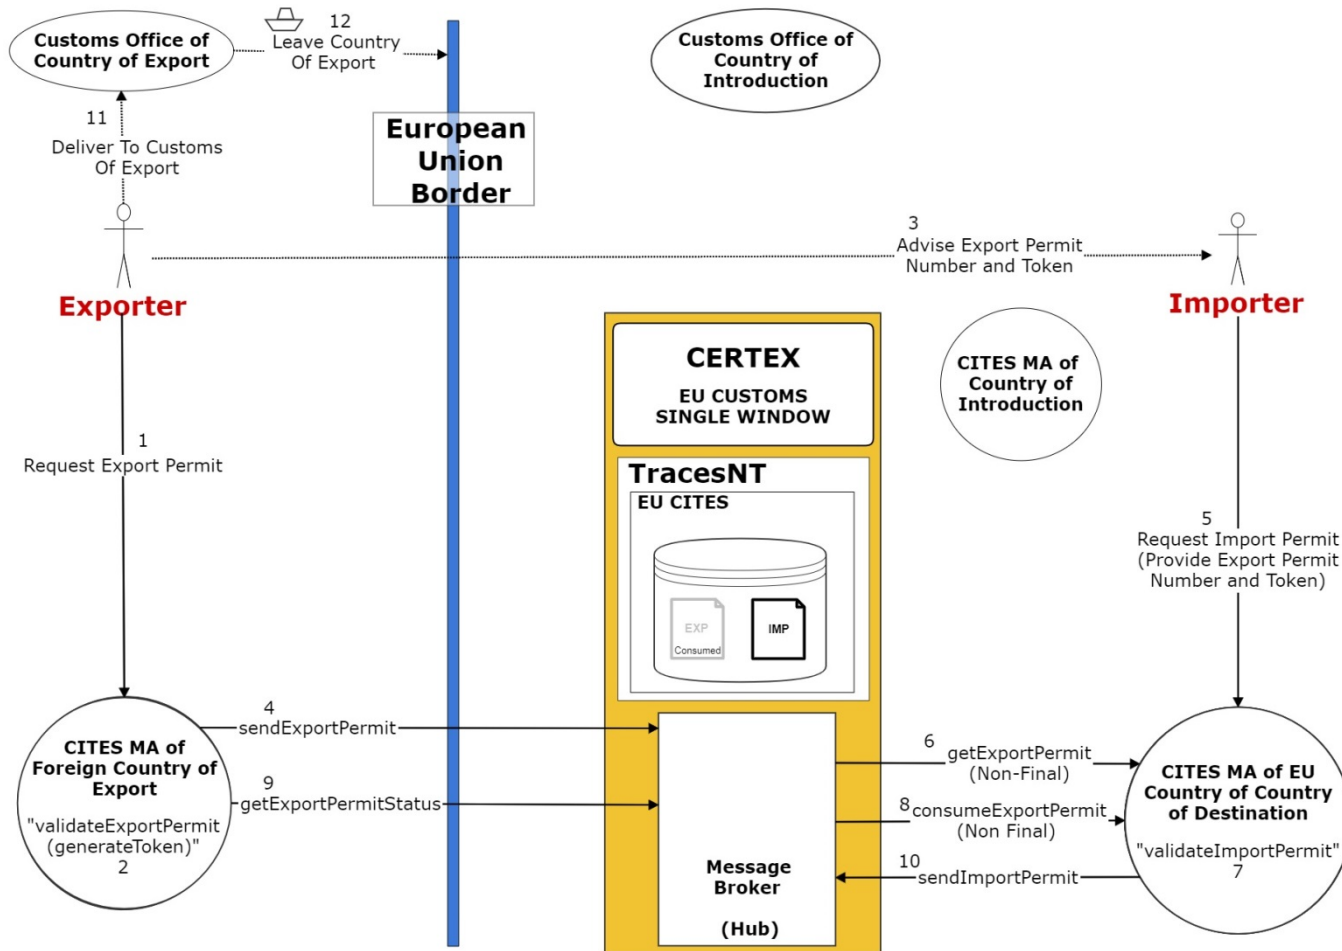 Customs Office of
Country of Export
12
Leave Country
Of Export
Customs Office of
Country of
Introduction
11
Deliver To Customs
Of Export
European
Union
Border
3
Advise Export Permit
Number and Token
Exporter
Importer
CERTEX
EU CUSTOMS
SINGLE WINDOW
CITES MA of
Country of
Introduction
1
Request Export Permit
TracesNT
EU CITES
EXP
Consumed
IMP
5
Request Import Permit
(Provide Export Permit
Number and Token)
4
sendExportPermit
CITES MA of
Foreign Country of
Export
"validateExportPermit
(generateToken)"
2
9
getExportPermitStatus
6
getExportPermit
(Non-Final)
8
consumeExportPermit
(Non Final)
10
sendImportPermit
CITES MA of EU
Country of Country
of Destination
"validateImportPermit"
7
Message
Broker
(Hub)